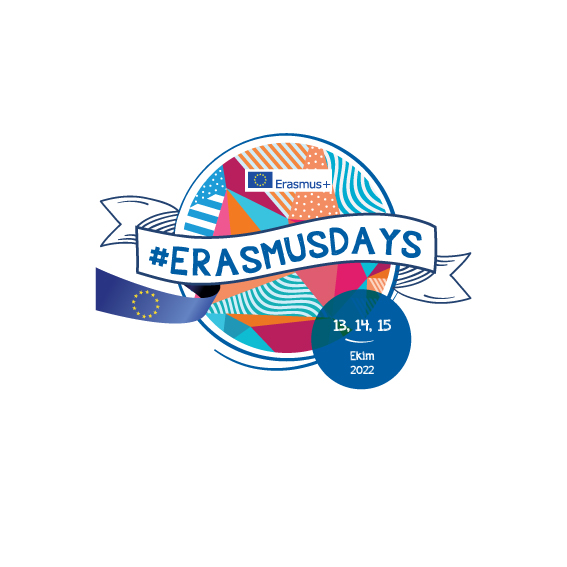 Erasmus+
#ERASMUSDAYS
13, 14, 15
Ekim
2022